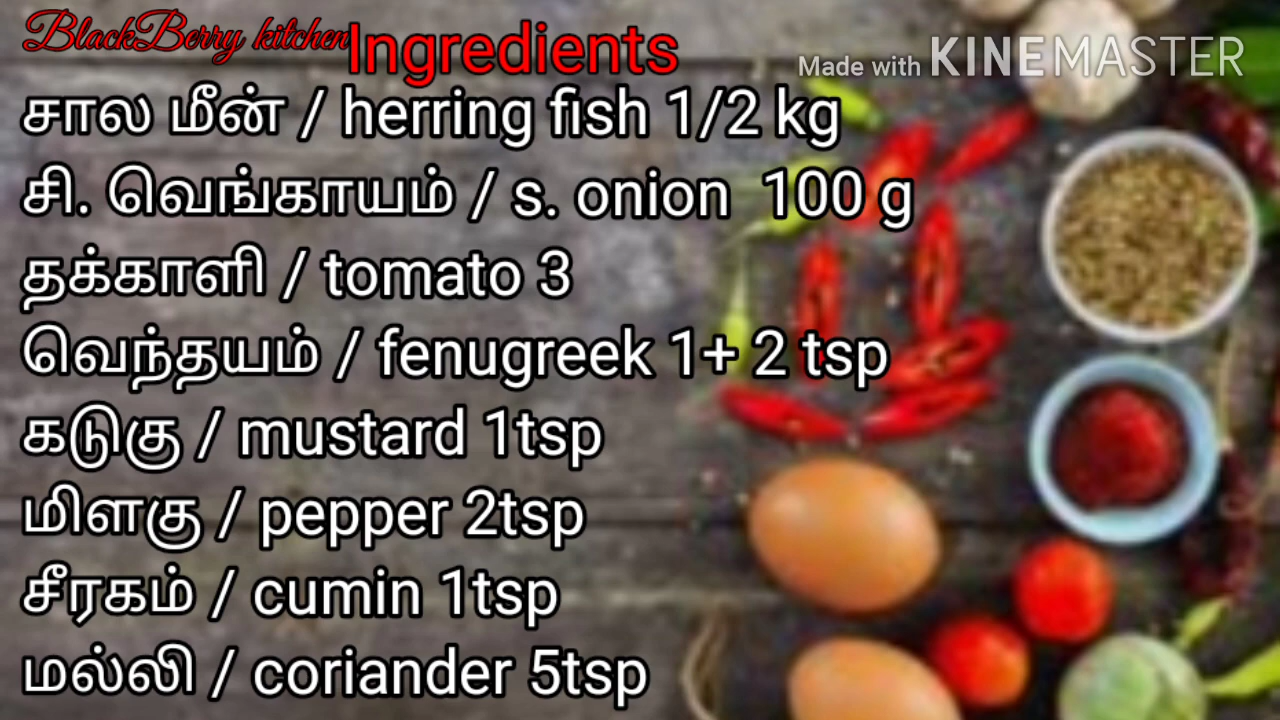 BlackBerry kitchen
Ingredients
Made with KINEMASTER
சால மீன் / herring fish 1/2 kg
சி. வெங்காயம் / s. onion 100 g
தக்காளி / tomato 3
வெந்தயம் / fenugreek 1+ 2 tsp
கடுகு / mustard 1tsp
மிளகு / pepper 2tsp
சீரகம் / cumin 1tsp
மல்லி / coriander 5tsp